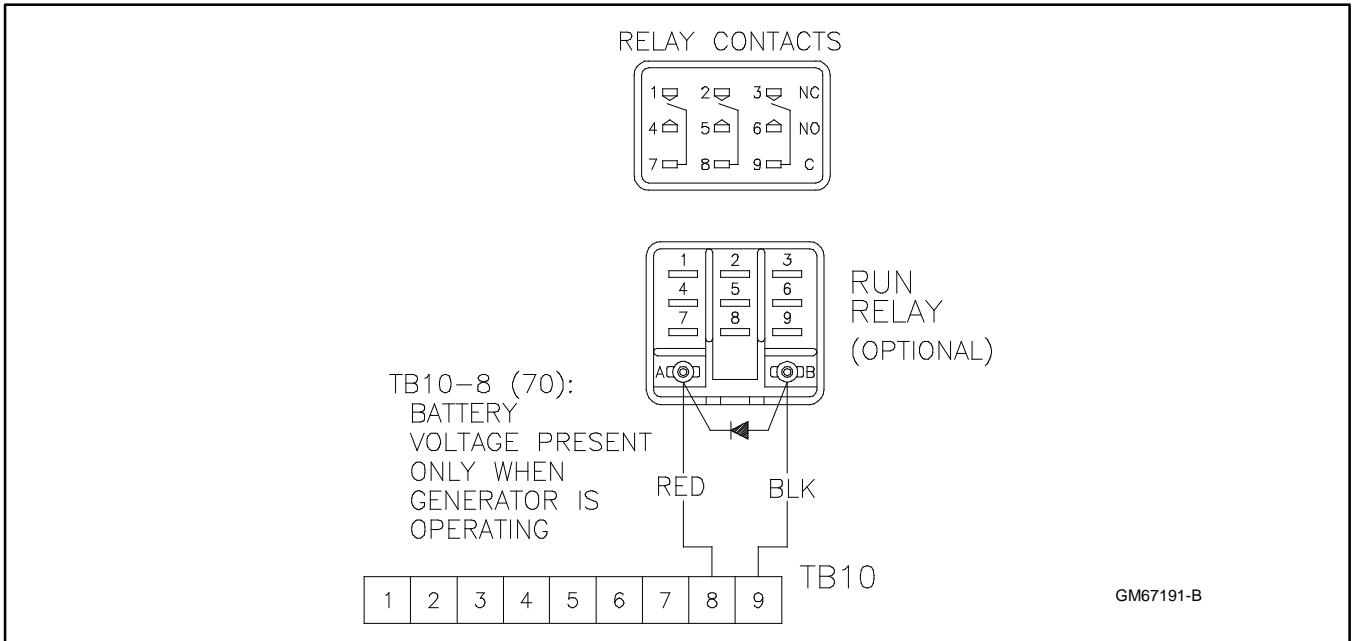 RELAY CONTACTS
1 2 3 NC
4 5 6 NO
7 8 9 C
1 2 3
4 5 6
7 8 9
A B
RUN
RELAY
(OPTIONAL)
TB10-8 (70):
BATTERY
VOLTAGE PRESENT
ONLY WHEN
GENERATOR IS
OPERATING
RED BLK
TB10
1 2 3 4 5 6 7 8 9
GM67191-B